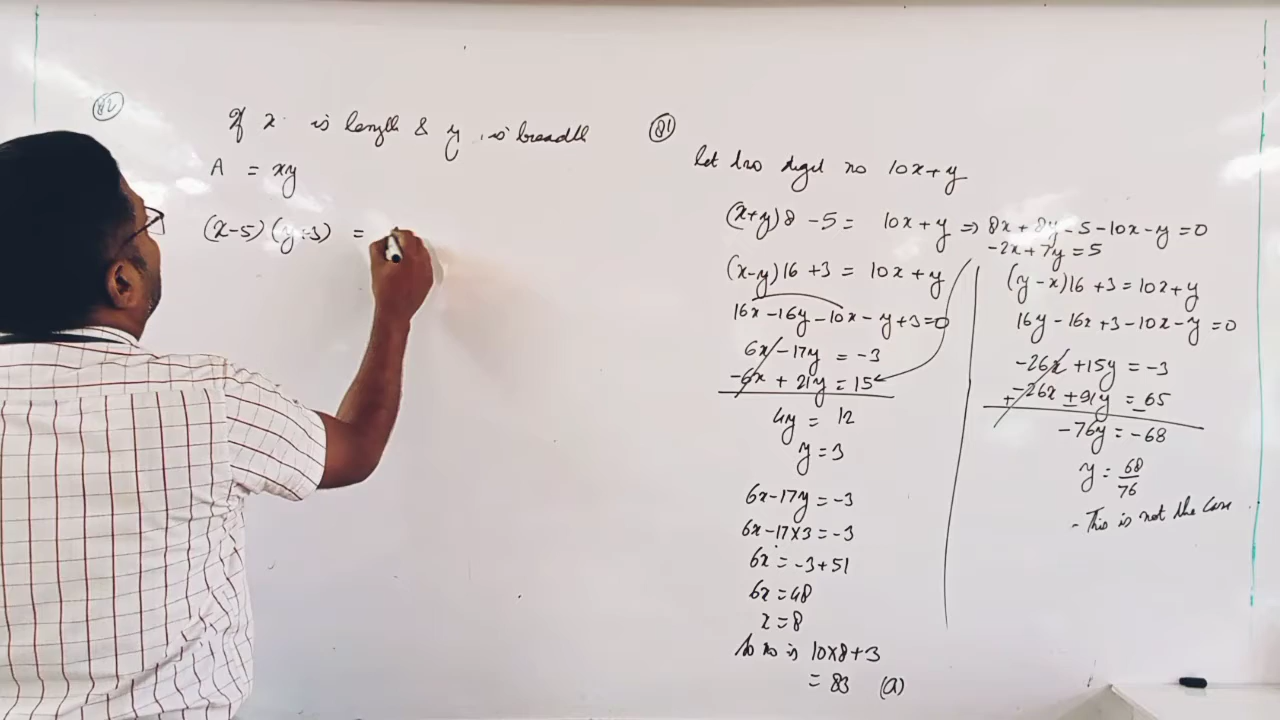 Q2
If x is length & y is breadth
A = xy
(x-5)(y-3) =
Q1
let two digit no 10x+y
(x+y)8 -5 = 10x+y => 8x+8y-5-10x-y=0
-2x+7y=5
(x-y)16 +3 = 10x+y
16x-16y-10x-y+3=0
6x-17y = -3
-6x + 21y = 15
4y = 12
y = 3
6x-17y = -3
6x-17×3 = -3
6x = -3+51
6x = 48
x = 8
So no is 10×8+3
= 83 (a)
(y-x)16 +3 = 10x+y
16y-16x+3-10x-y=0
-26x +15y = -3
-26x + 91y = 65
+ - -
-76y = -68
y = 68/76
- This is not the case